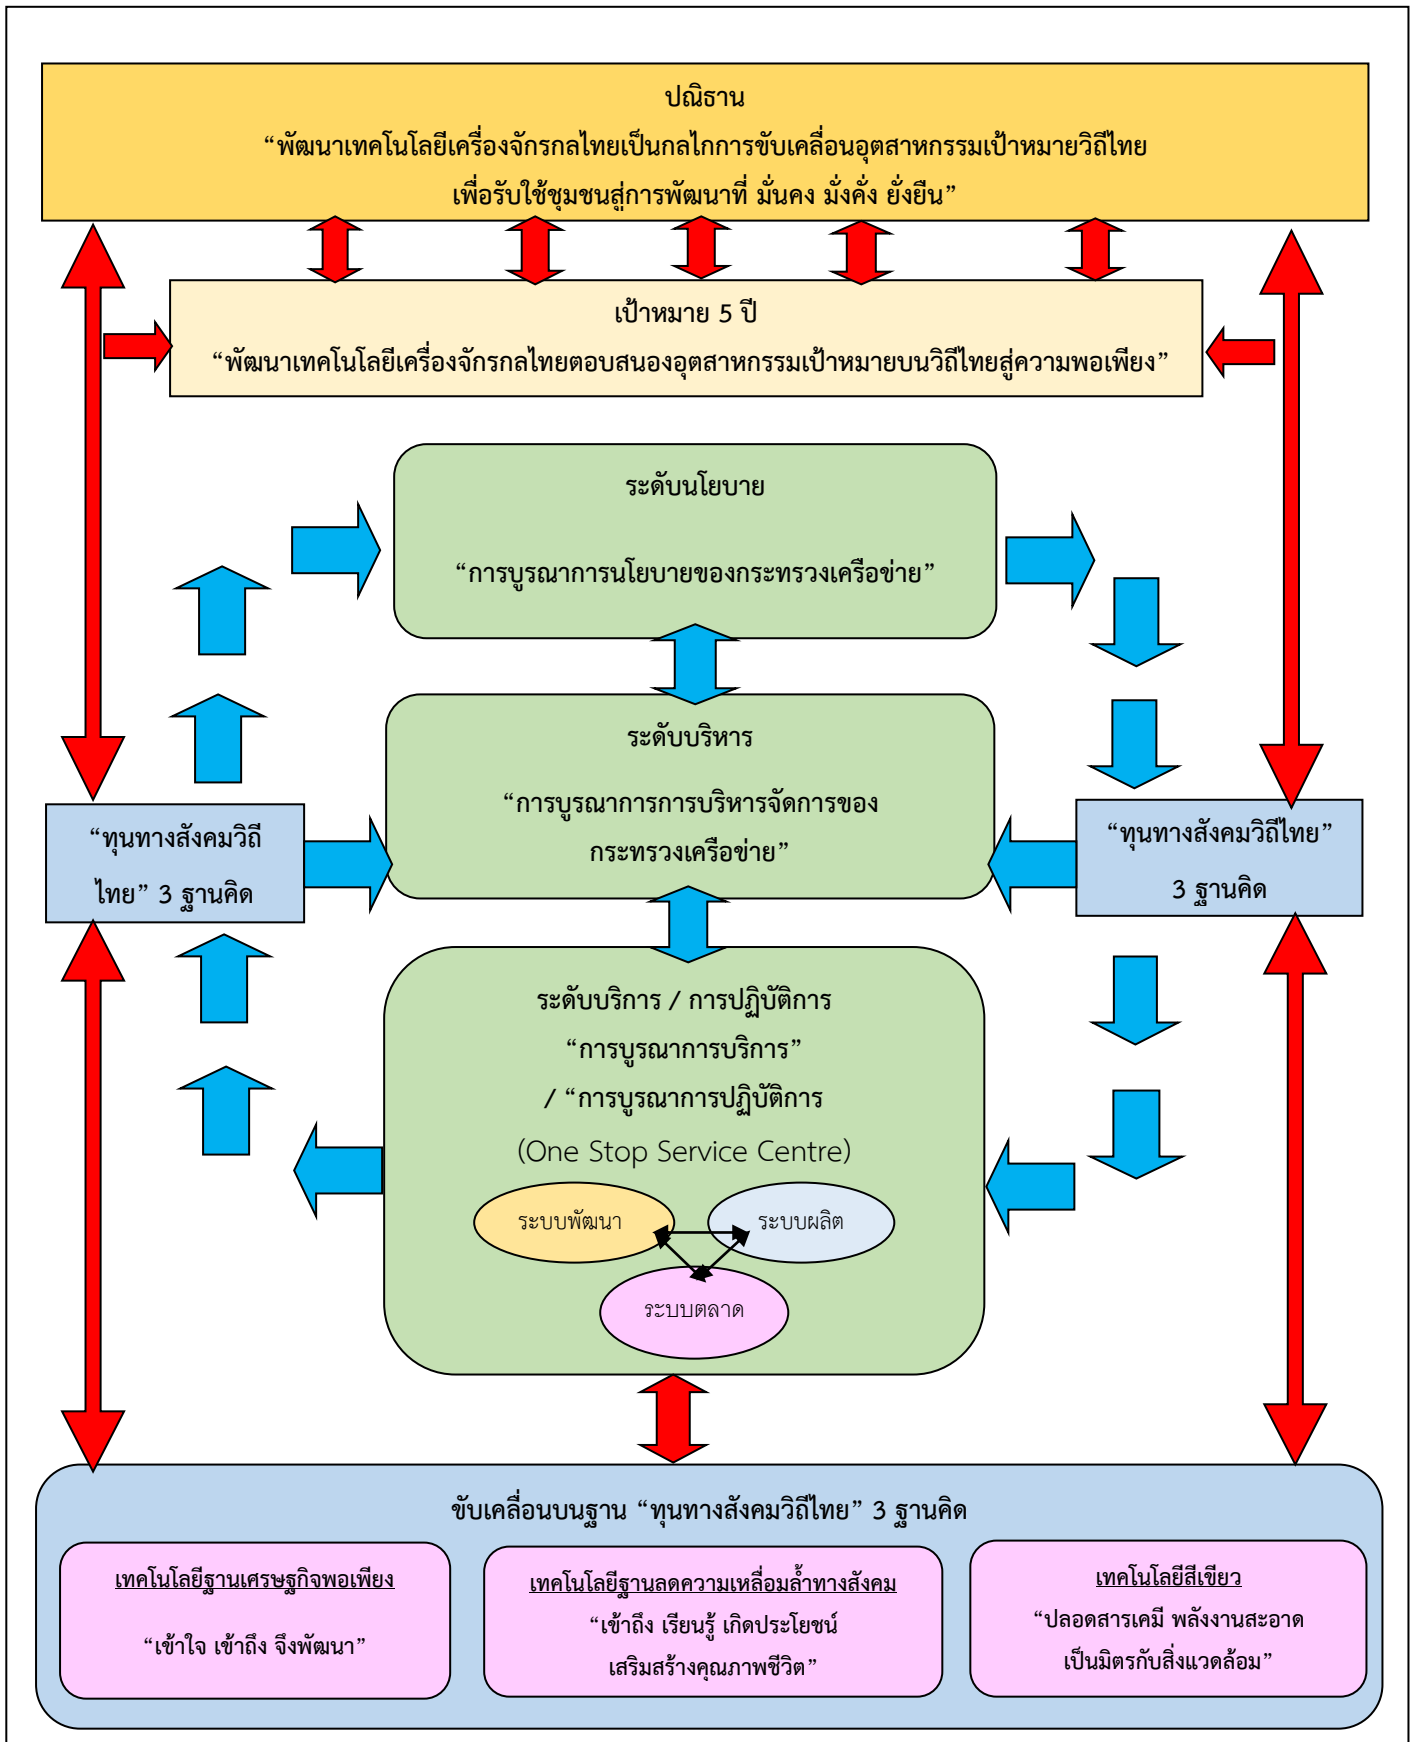 ปณิธาน
“พัฒนาเทคโนโลยีเครื่องจักรกลไทยเป็นกลไกการขับเคลื่อนอุตสาหกรรมเป้าหมายวิถีไทย
เพื่อรับใช้ชุมชนสู่การพัฒนาที่ มั่นคง มั่งคั่ง ยั่งยืน”
เป้าหมาย 5 ปี
“พัฒนาเทคโนโลยีเครื่องจักรกลไทยตอบสนองอุตสาหกรรมเป้าหมายบนวิถีไทยสู่ความพอเพียง”
ระดับนโยบาย
“การบูรณาการนโยบายของกระทรวงเครือข่าย”
ระดับบริหาร
“การบูรณาการการบริหารจัดการของ
กระทรวงเครือข่าย”
“ทุนทางสังคมวิถี
ไทย” 3 ฐานคิด
“ทุนทางสังคมวิถีไทย”
3 ฐานคิด
ระดับบริการ / การปฏิบัติการ
“การบูรณาการบริการ”
/ “การบูรณาการปฏิบัติการ
(One Stop Service Centre)
ระบบพัฒนา
ระบบผลิต
ระบบตลาด
ขับเคลื่อนบนฐาน “ทุนทางสังคมวิถีไทย” 3 ฐานคิด
เทคโนโลยีฐานเศรษฐกิจพอเพียง
“เข้าใจ เข้าถึง จึงพัฒนา”
เทคโนโลยีฐานลดความเหลื่อมล้ำทางสังคม
“เข้าถึง เรียนรู้ เกิดประโยชน์
เสริมสร้างคุณภาพชีวิต”
เทคโนโลยีสีเขียว
“ปลอดสารเคมี พลังงานสะอาด
เป็นมิตรกับสิ่งแวดล้อม”